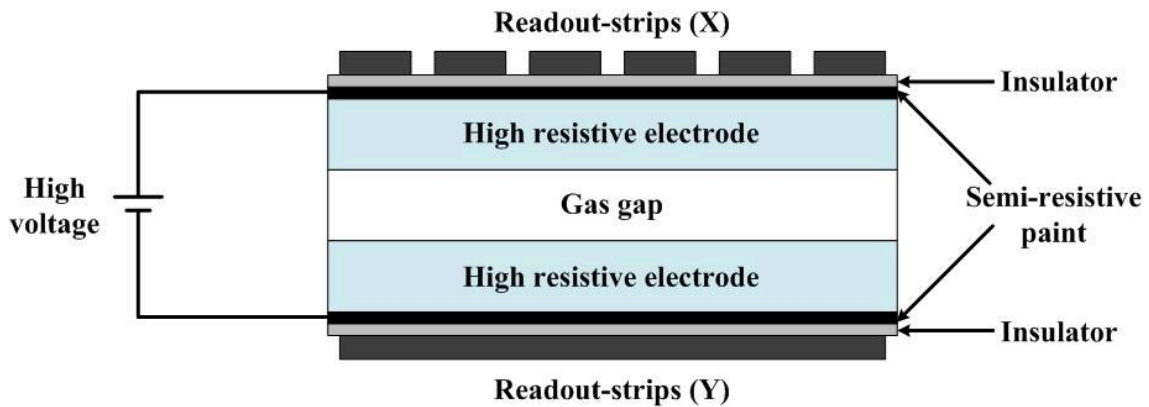 Readout-strips (X)
Insulator
High resistive electrode
High
voltage
Gas gap
Semi-resistive
paint
High resistive electrode
Insulator
Readout-strips (Y)